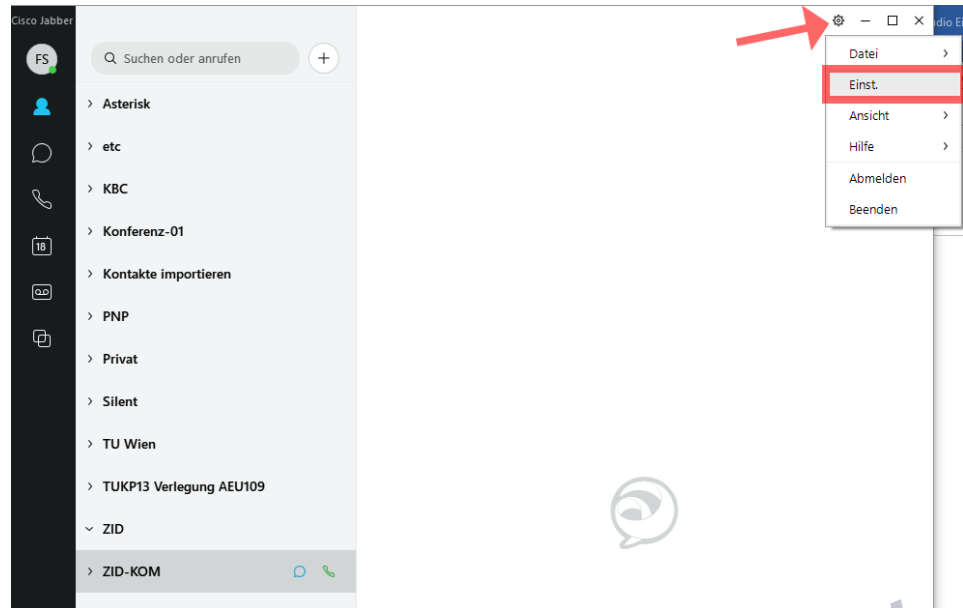 Cisco Jabber
FS
Suchen oder anrufen
Asterisk
etc
KBC
Konferenz-01
18
Kontakte importieren
PNP
Privat
Silent
TU Wien
TUKP13 Verlegung AEU109
ZID
ZID-KOM
Datei
Einst.
Ansicht
Hilfe
Abmelden
Beenden